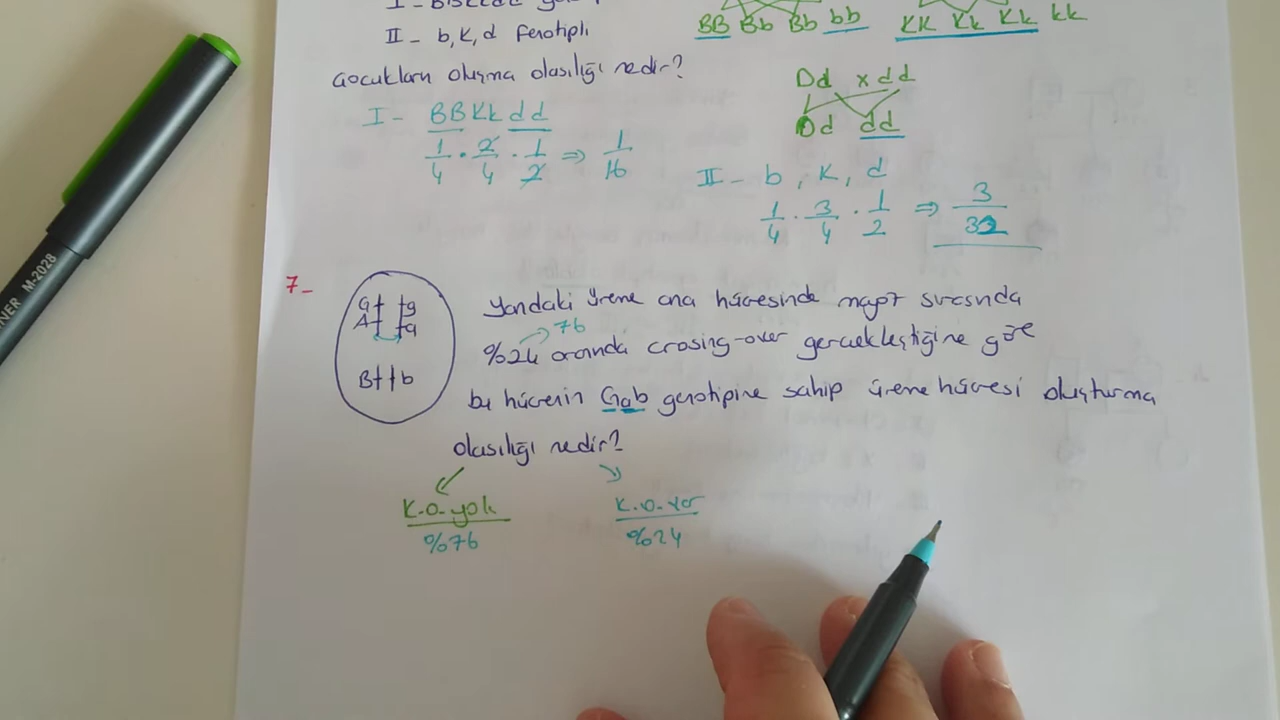 II - b, K, d fenotipli
BB Bb Bb bb
KK Kk Kk kk
çocukların oluşma olasılığı nedir?
Dd x dd
Dd dd
I - BBKkdd
1/4 . 2/4 . 1/2 => 1/16
II - b, K, d
1/4 . 3/4 . 1/2 => 3/32
M-2028
7-
G g
A a
B b
Yandaki üreme ana hücresinde mayoz sırasında
76
%24 oranında crosing-over gerçekleştiğine göre
bu hücrenin Gab genotipine sahip üreme hücresi oluşturma
olasılığı nedir?
K.O. yok
%76
K.O. var
%24